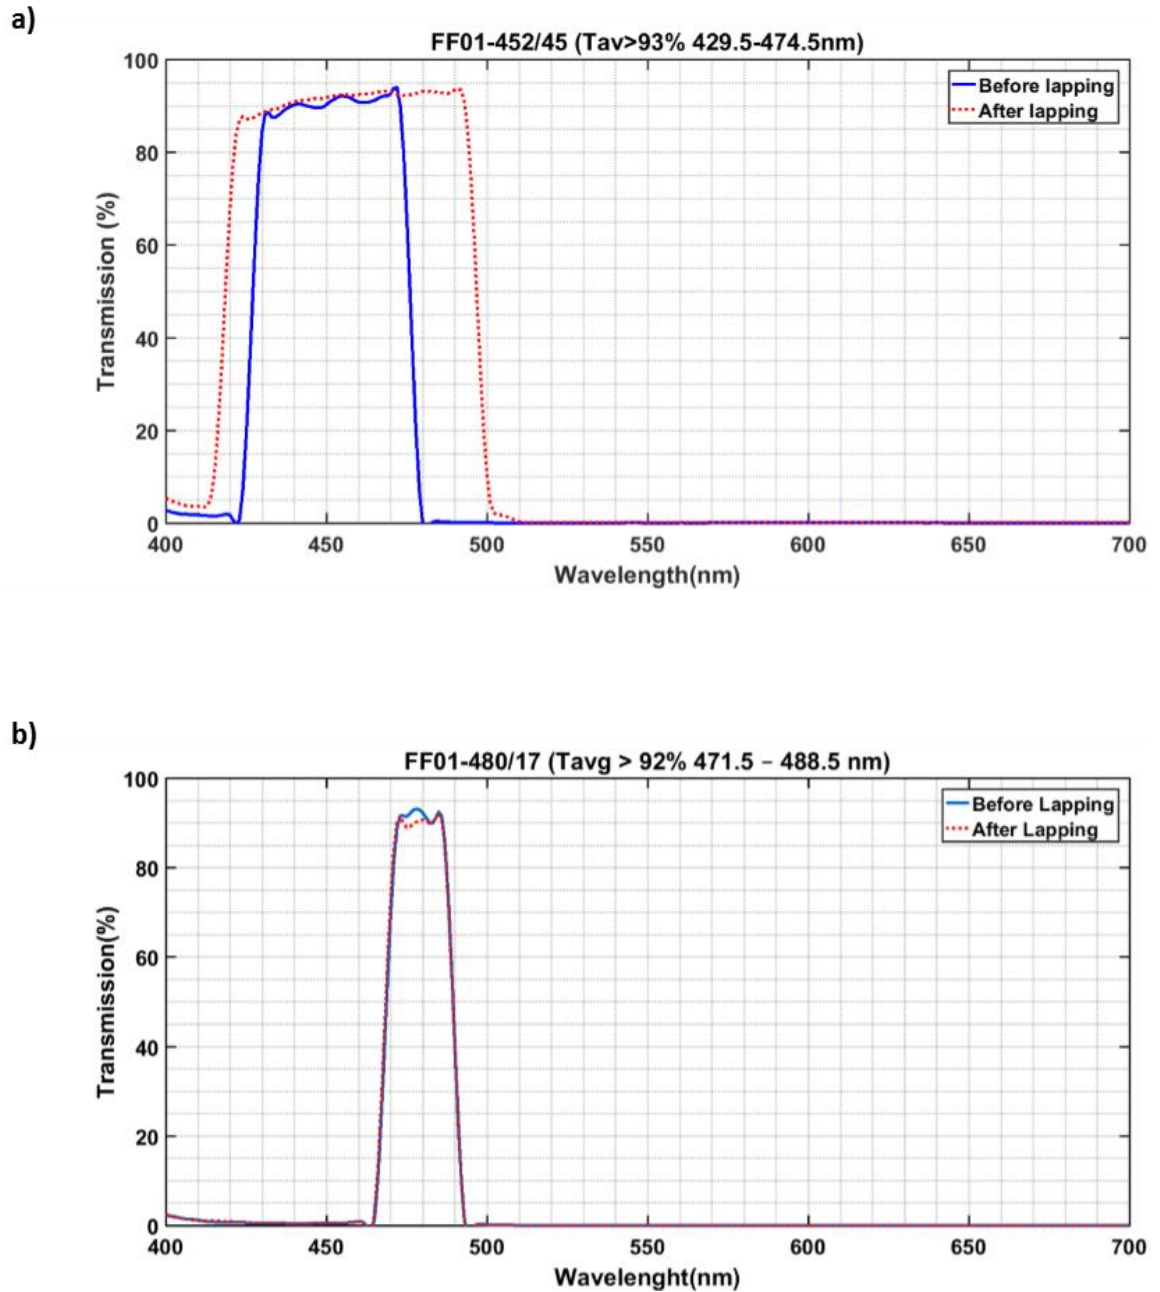 a)
FF01-452/45 (Tav>93% 429.5-474.5nm)
Before lapping
After lapping
Transmission (%)
100
80
60
40
20
0
400 450 500 550 600 650 700
Wavelength(nm)
b)
FF01-480/17 (Tavg > 92% 471.5 – 488.5 nm)
Before Lapping
After Lapping
Transmission(%)
100
80
60
40
20
0
400 450 500 550 600 650 700
Wavelenght(nm)